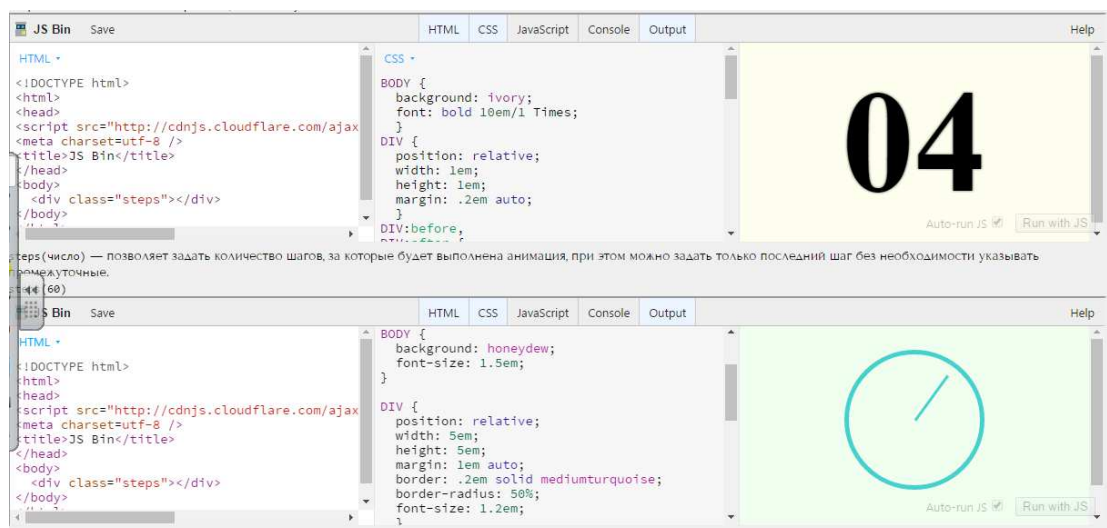 JS Bin Save HTML CSS JavaScript Console Output Help
HTML
<!DOCTYPE html>
<html>
<head>
<script src="http://cdnjs.cloudflare.com/ajax
<meta charset=utf-8 />
<title>JS Bin</title>
</head>
<body>
<div class="steps"></div>
</body>
CSS
BODY {
background: ivory;
font: bold 10em/1 Times;
}
DIV {
position: relative;
width: 1em;
height: 1em;
margin: .2em auto;
}
DIV:before,
DIV:after {
04
Auto-run JS Run with JS
steps(число) — позволяет задать количество шагов, за которые будет выполнена анимация, при этом можно задать только последний шаг без необходимости указывать
промежуточные.
steps(60)
JS Bin Save HTML CSS JavaScript Console Output Help
HTML
<!DOCTYPE html>
<html>
<head>
<script src="http://cdnjs.cloudflare.com/ajax
<meta charset=utf-8 />
<title>JS Bin</title>
</head>
<body>
<div class="steps"></div>
</body>
BODY {
background: honeydew;
font-size: 1.5em;
}
DIV {
position: relative;
width: 5em;
height: 5em;
margin: 1em auto;
border: .2em solid mediumturquoise;
border-radius: 50%;
font-size: 1.2em;
}
Auto-run JS Run with JS